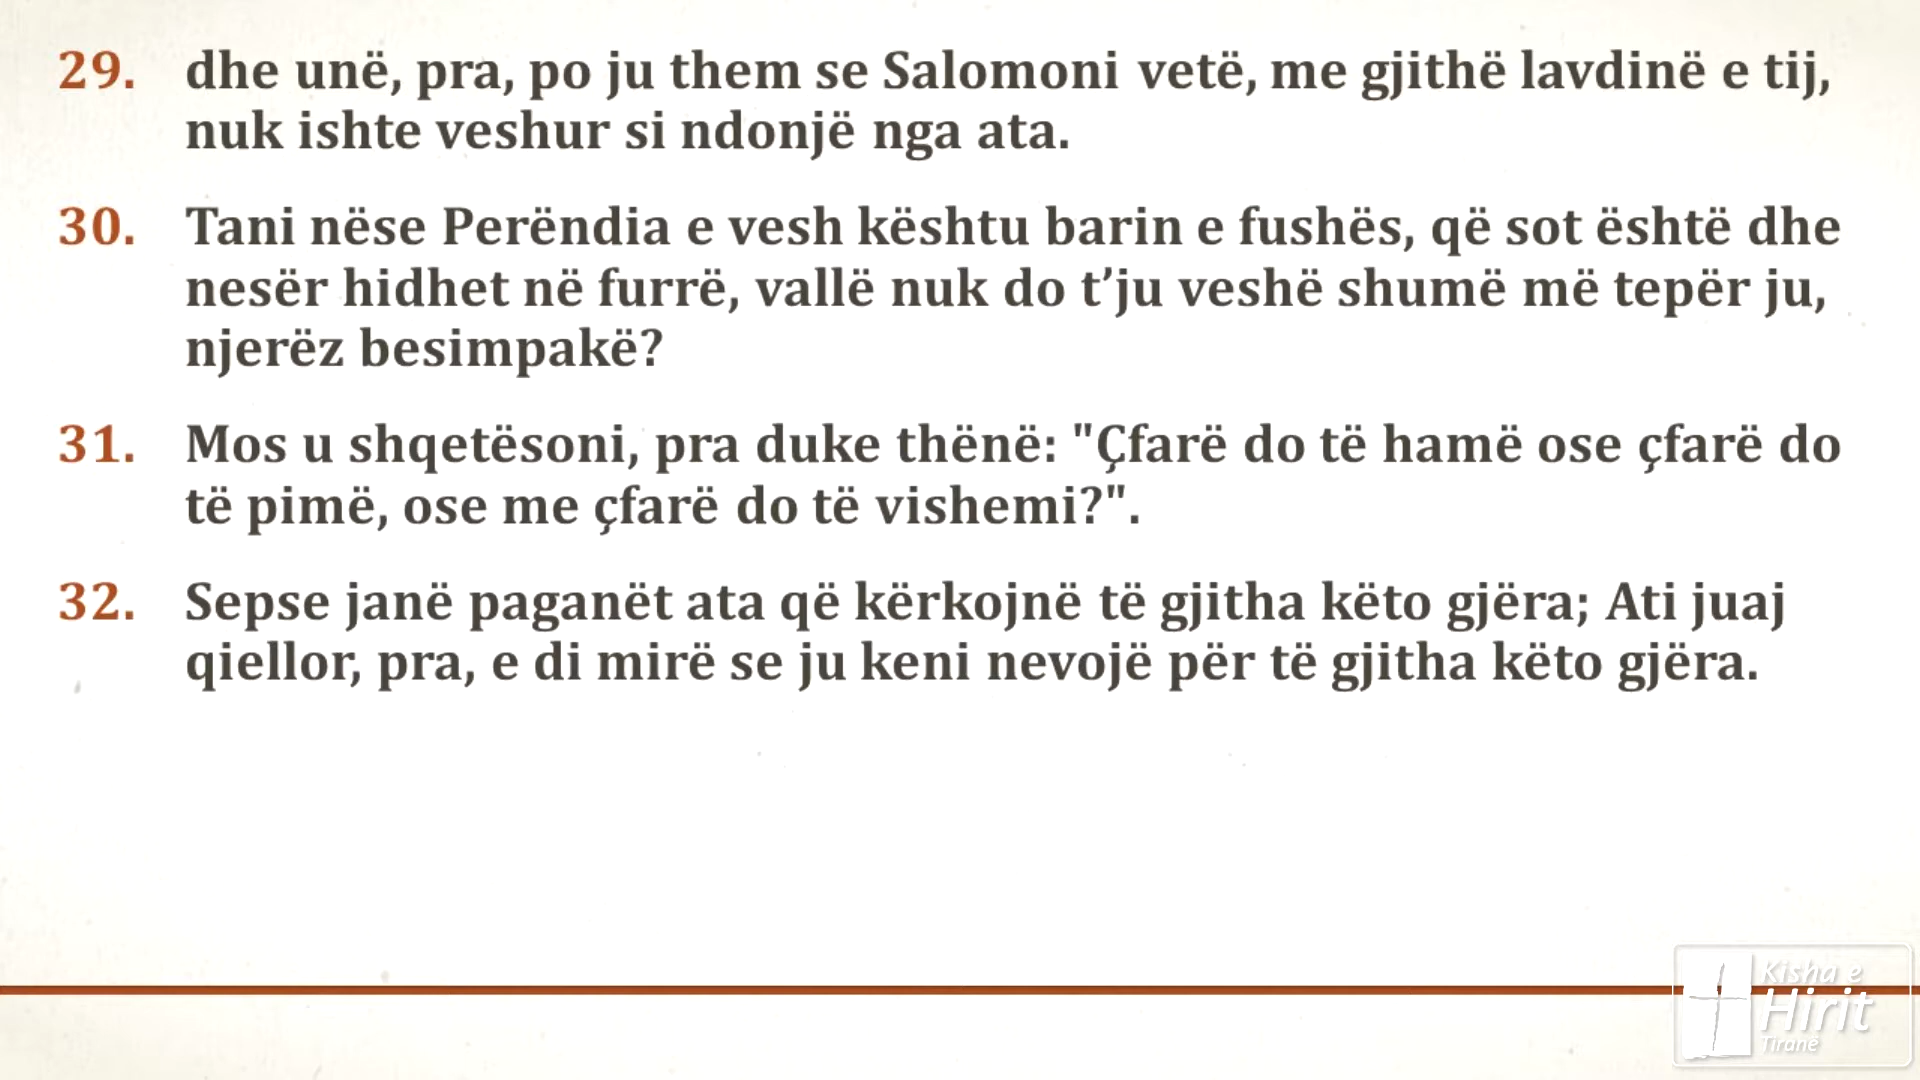 29. dhe unë, pra, po ju them se Salomoni vetë, me gjithë lavdinë e tij,
nuk ishte veshur si ndonjë nga ata.
30. Tani nëse Perëndia e vesh kështu barin e fushës, që sot është dhe
nesër hidhet në furrë, vallë nuk do t’ju veshë shumë më tepër ju,
njerëz besimpakë?
31. Mos u shqetësoni, pra duke thënë: "Çfarë do të hamë ose çfarë do
të pimë, ose me çfarë do të vishemi?".
32. Sepse janë paganët ata që kërkojnë të gjitha këto gjëra; Ati juaj
qiellor, pra, e di mirë se ju keni nevojë për të gjitha këto gjëra.
Kisha e
Hirit
Tiranë